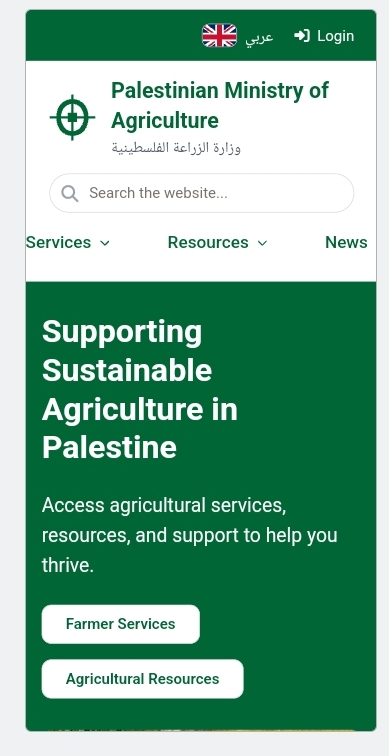 عربي
Login
Palestinian Ministry of
Agriculture
وزارة الزراعة الفلسطينية
Search the website...
Services
Resources
News
Supporting
Sustainable
Agriculture in
Palestine
Access agricultural services,
resources, and support to help you
thrive.
Farmer Services
Agricultural Resources